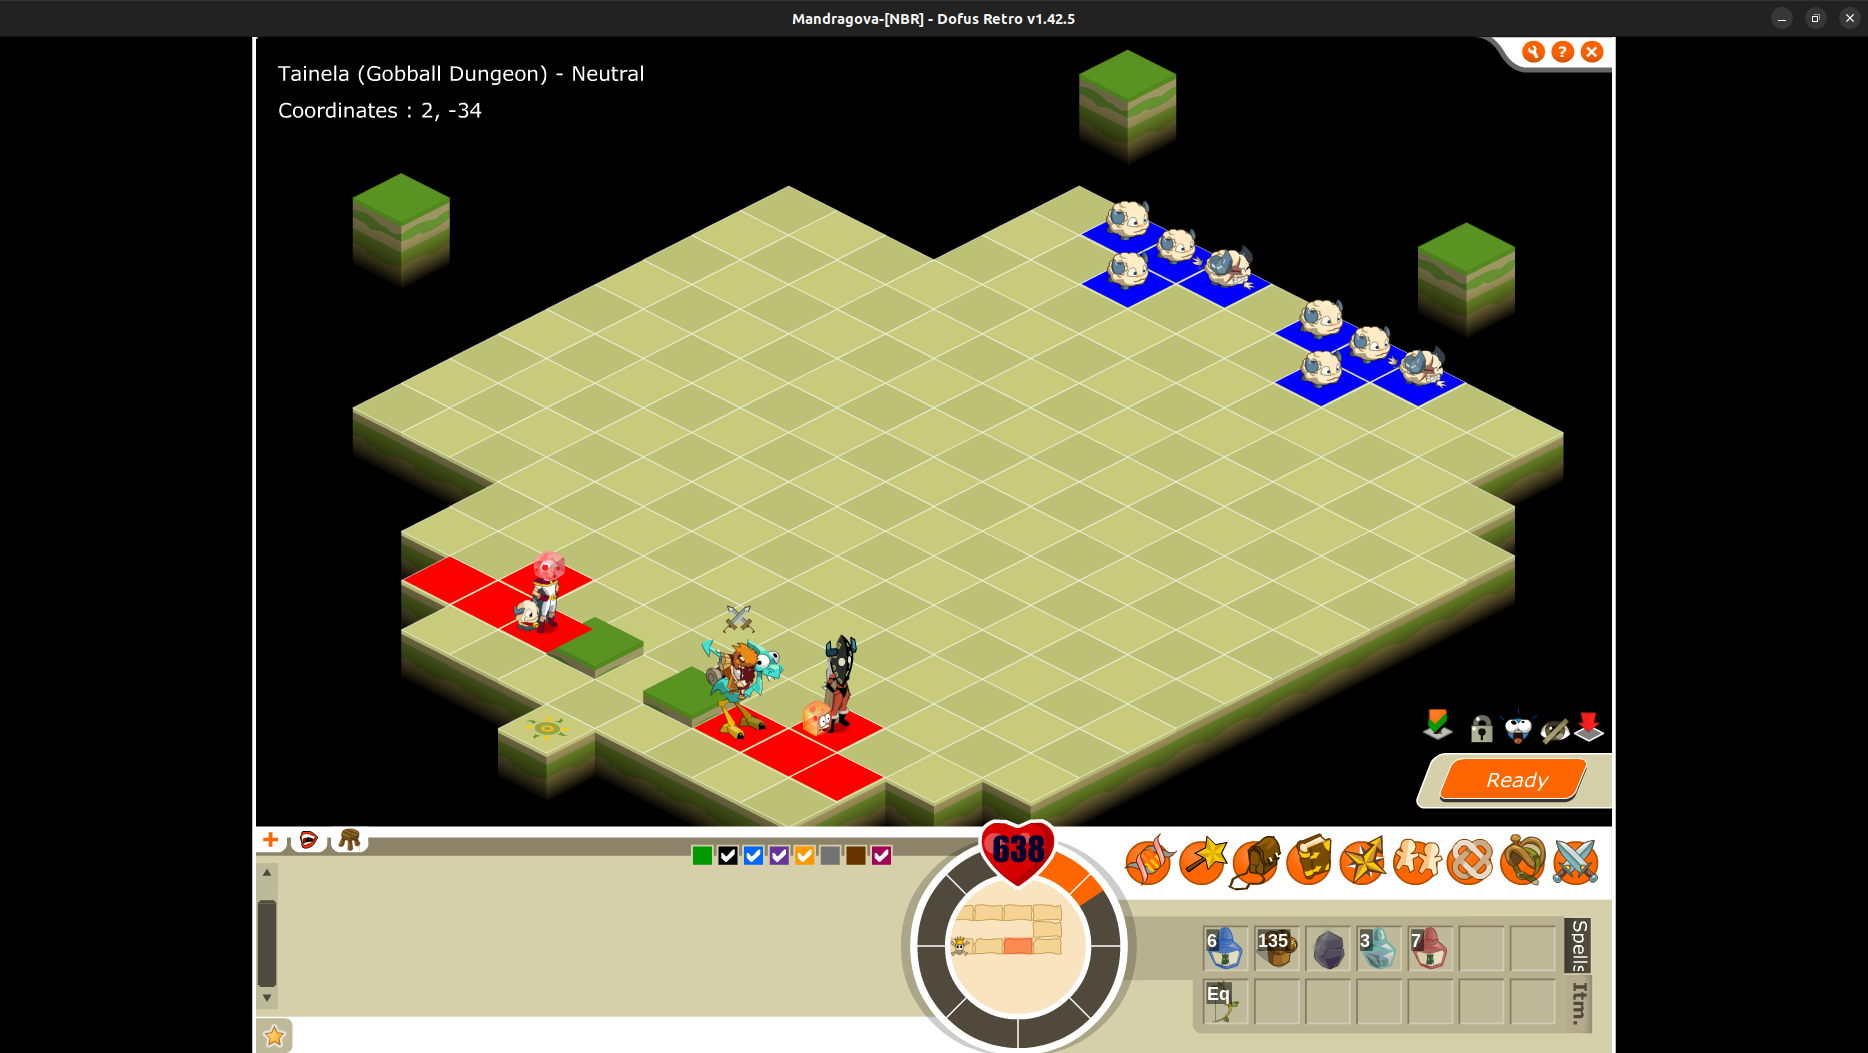 Mandragova-[NBR] - Dofus Retro v1.42.5
Tainela (Gobball Dungeon) - Neutral
Coordinates : 2, -34
Ready
638
6
135
3
7
Spells
Eq
Itm.